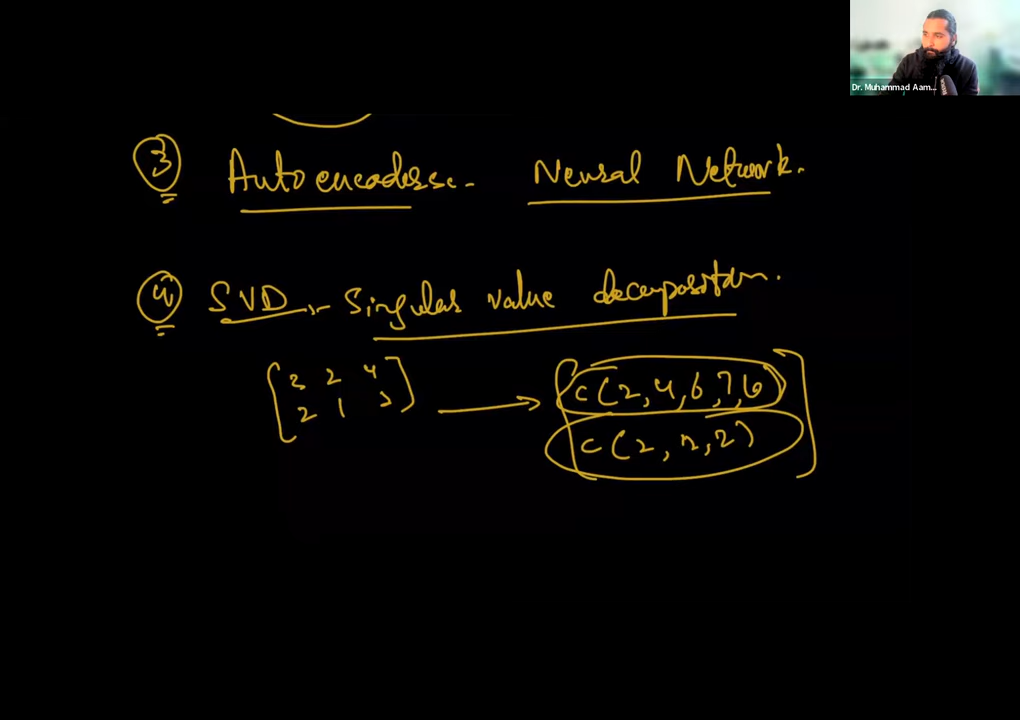 Dr. Muhammad Aam...
③ Autoencoders:-. Neural Network.
④ SVD:- Singular value decomposition.
3 2 4
2 1
c(2,4,6,7,6)
c(2, 2, 2)